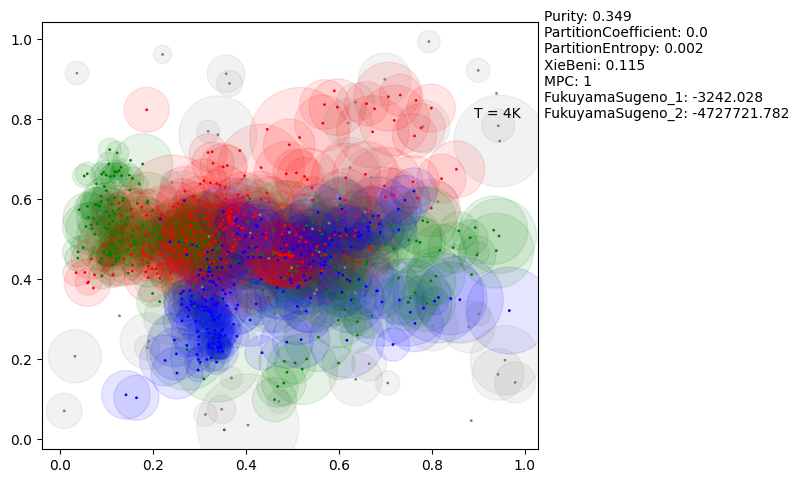 Purity: 0.349
PartitionCoefficient: 0.0
PartitionEntropy: 0.002
XieBeni: 0.115
MPC: 1
FukuyamaSugeno_1: -3242.028
FukuyamaSugeno_2: -4727721.782
T = 4K
1.0
0.8
0.6
0.4
0.2
0.0
0.0 0.2 0.4 0.6 0.8 1.0